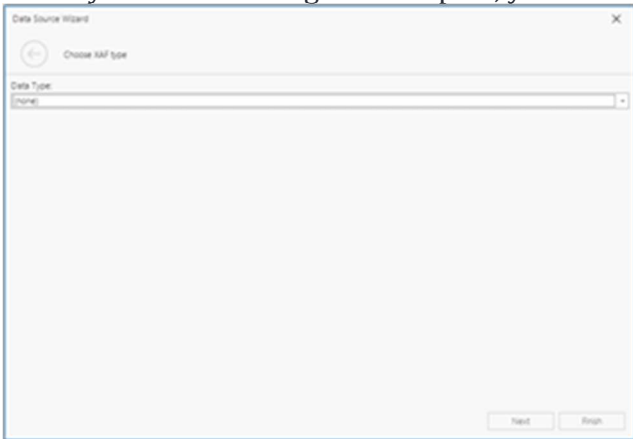 Data Source Wizard
Choose XAF type
Data Type:
(none)
Next
Finish